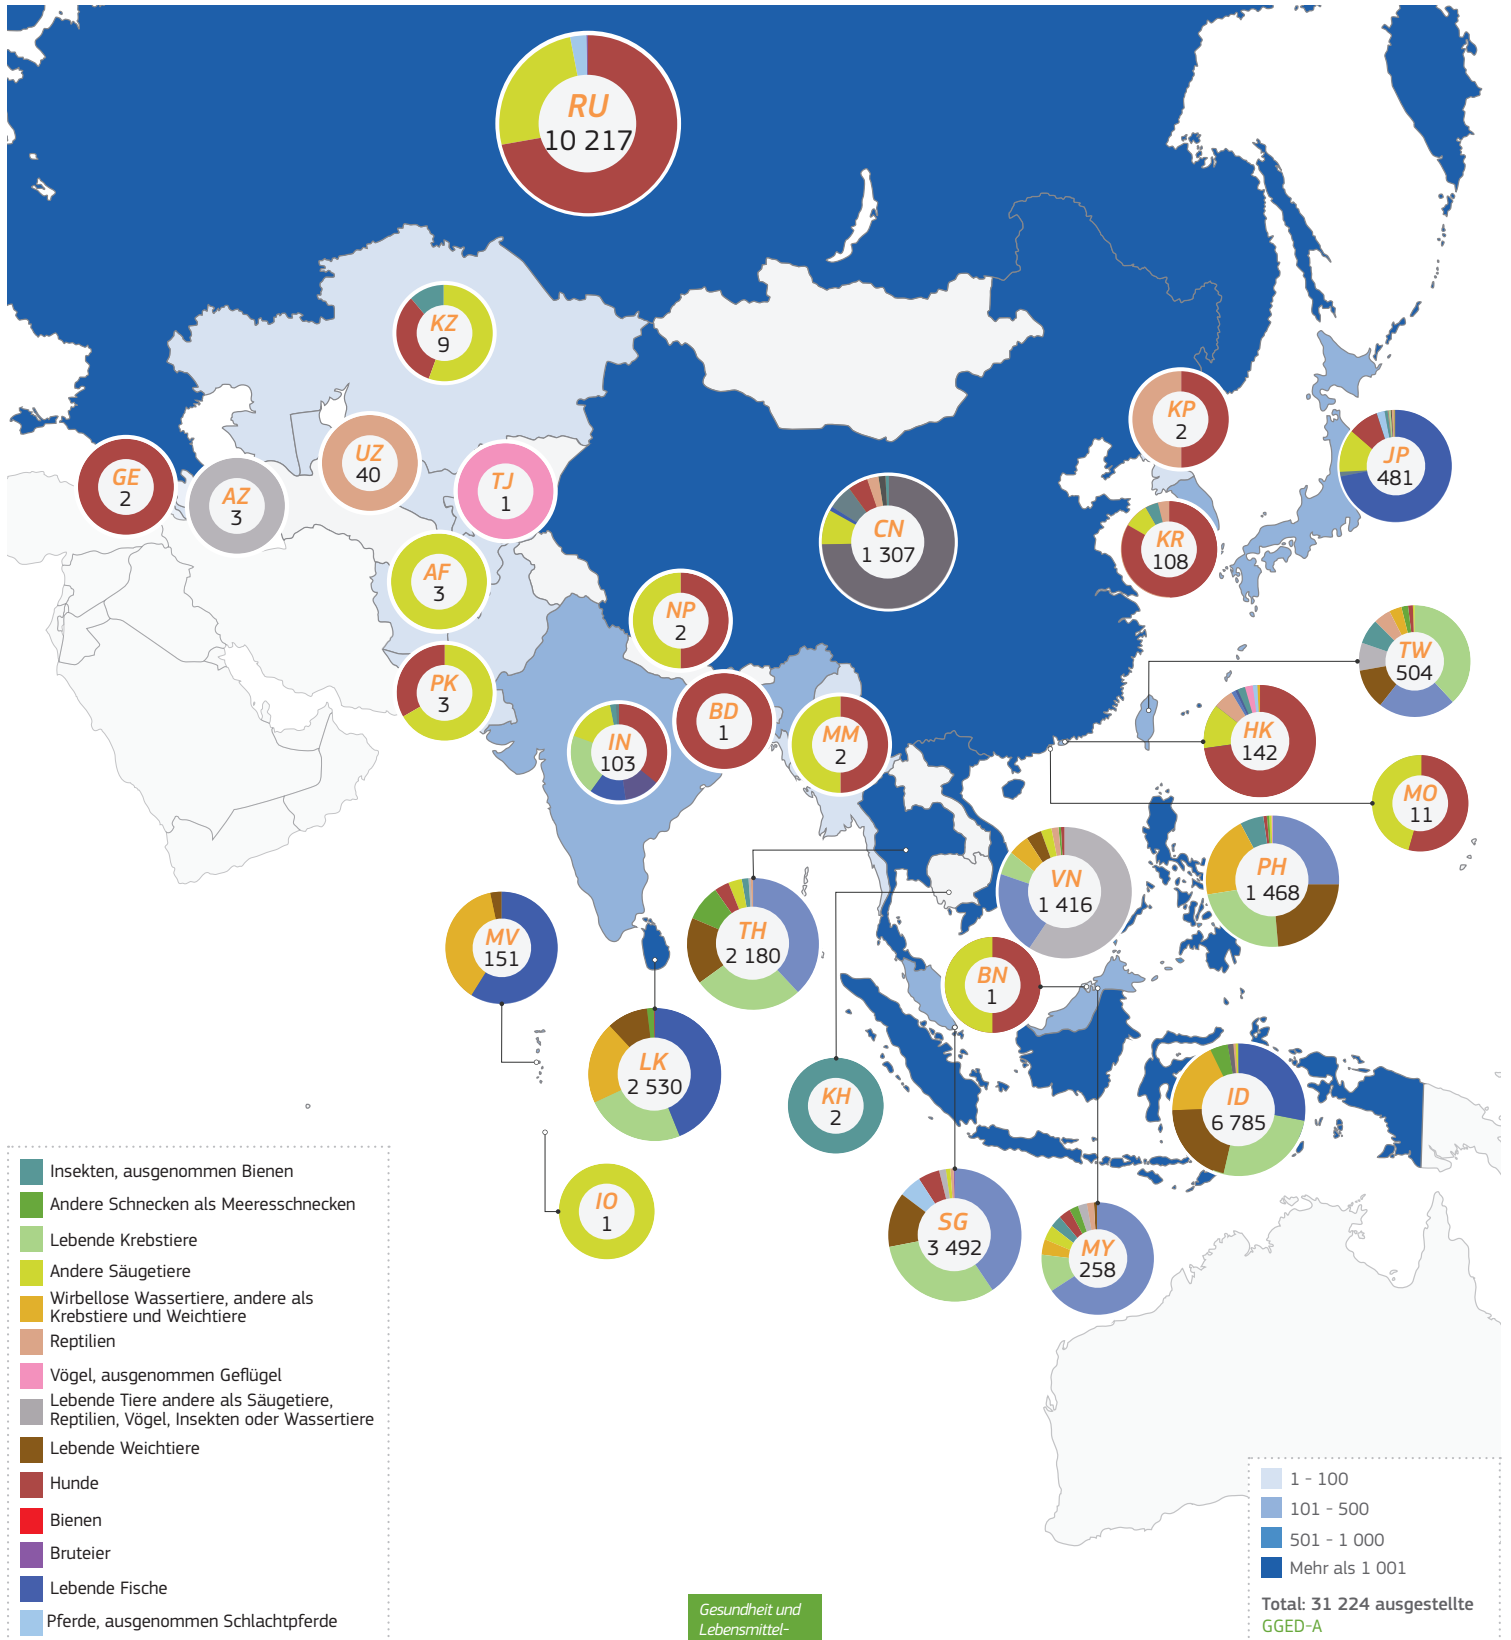 RU
10 217
KZ
9
KP
2
JP
481
GE
2
AZ
3
UZ
40
TJ
1
CN
1 307
KR
108
AF
3
NP
2
TW
504
PK
3
IN
103
BD
1
MM
2
HK
142
MO
11
MV
151
TH
2 180
VN
1 416
PH
1 468
BN
1
LK
2 530
KH
2
ID
6 785
IO
1
SG
3 492
MY
258
Insekten, ausgenommen Bienen
Andere Schnecken als Meeresschnecken
Lebende Krebstiere
Andere Säugetiere
Wirbellose Wassertiere, andere als
Krebstiere und Weichtiere
Reptilien
Vögel, ausgenommen Geflügel
Lebende Tiere andere als Säugetiere,
Reptilien, Vögel, Insekten oder Wassertiere
Lebende Weichtiere
Hunde
Bienen
Bruteier
Lebende Fische
Pferde, ausgenommen Schlachtpferde
Gesundheit und
Lebensmittel-
1 - 100
101 - 500
501 - 1 000
Mehr als 1 001
Total: 31 224 ausgestellte
GGED-A